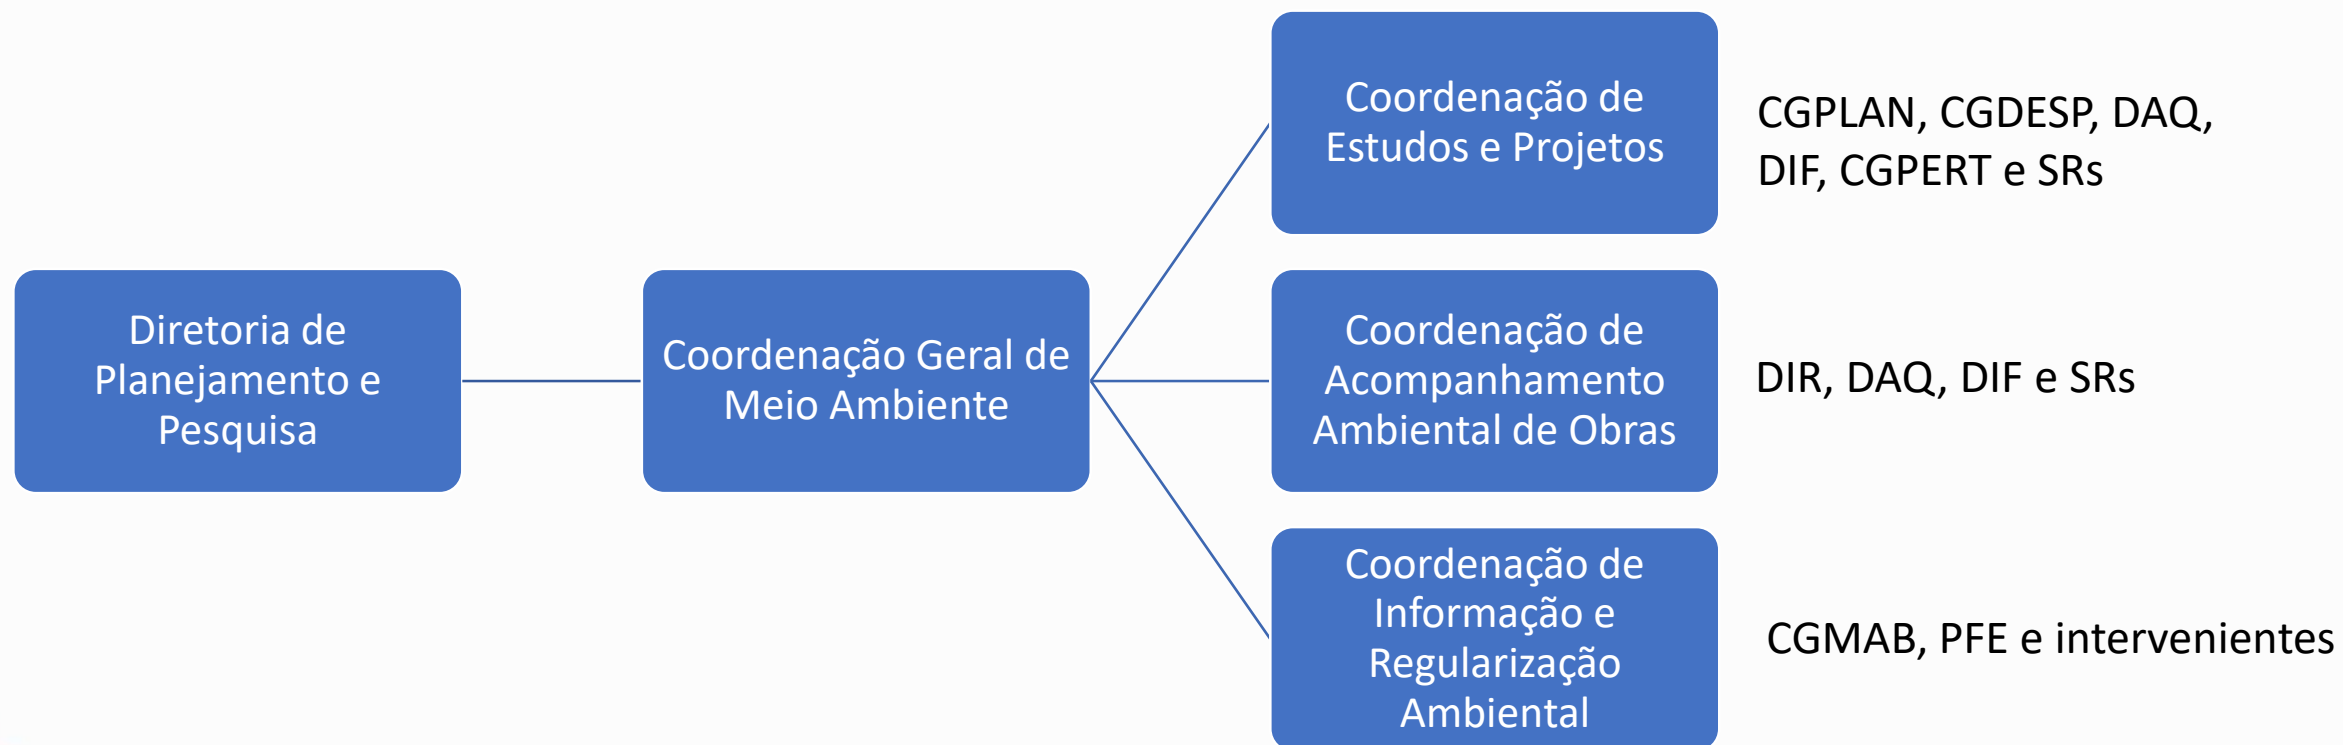 Diretoria de
Planejamento e
Pesquisa
Coordenação Geral de
Meio Ambiente
Coordenação de
Estudos e Projetos
CGPLAN, CGDESP, DAQ,
DIF, CGPERT e SRs
Coordenação de
Acompanhamento
Ambiental de Obras
DIR, DAQ, DIF e SRs
Coordenação de
Informação e
Regularização
Ambiental
CGMAB, PFE e intervenientes